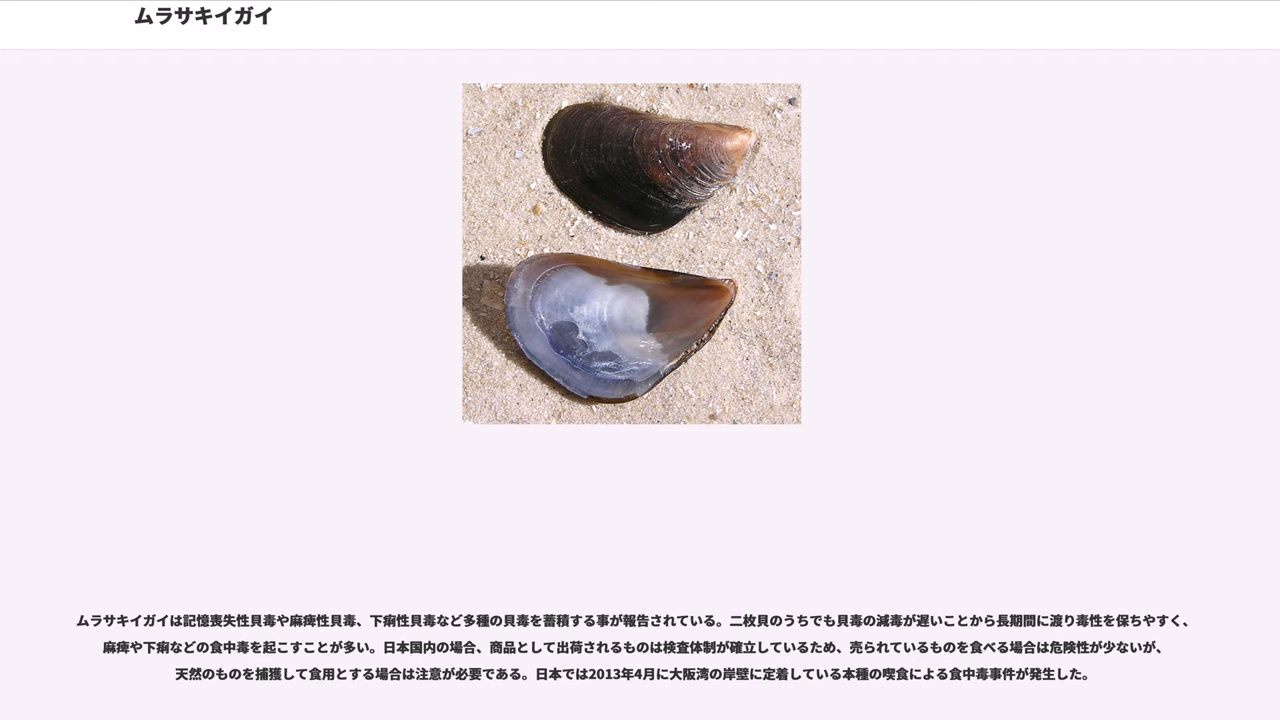 ムラサキイガイ
ムラサキイガイは記憶喪失性貝毒や麻痺性貝毒、下痢性貝毒など多種の貝毒を蓄積する事が報告されている。二枚貝のうちでも貝毒の減毒が遅いことから長期間に渡り毒性を保ちやすく、
麻痺や下痢などの食中毒を起こすことが多い。日本国内の場合、商品として出荷されるものは検査体制が確立しているため、売られているものを食べる場合は危険性が少ないが、
天然のものを捕獲して食用とする場合は注意が必要である。日本では2013年4月に大阪湾の岸壁に定着している本種の喫食による食中毒事件が発生した。